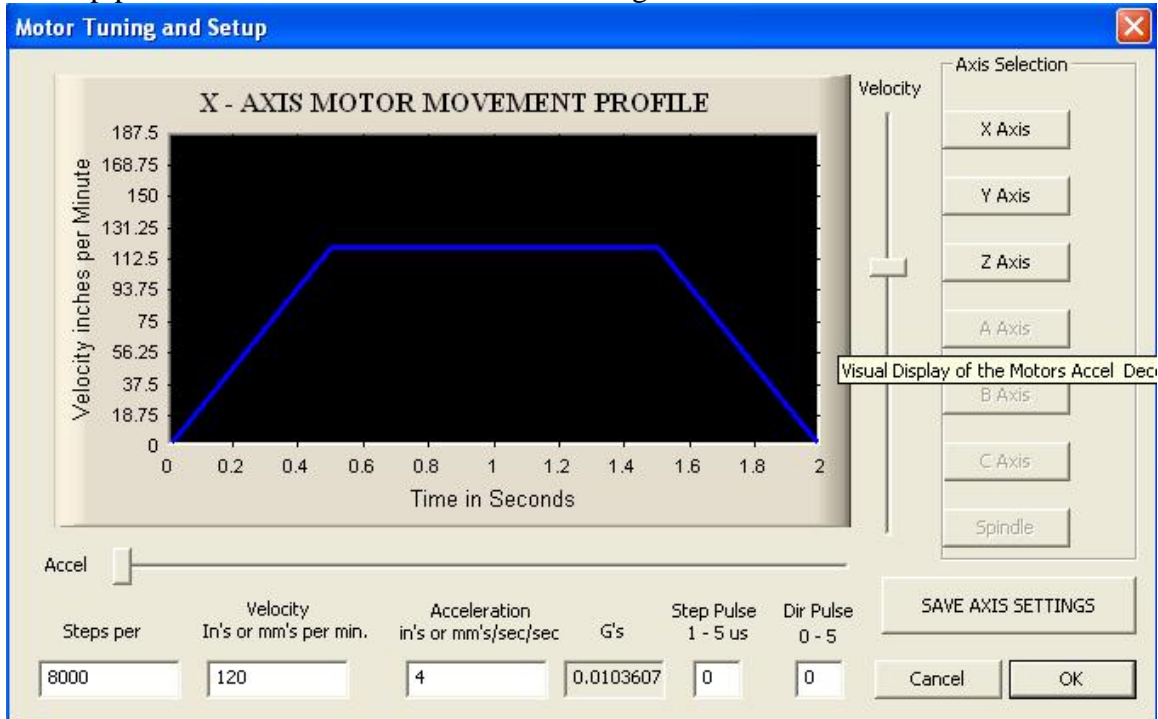 Motor Tuning and Setup
X - AXIS MOTOR MOVEMENT PROFILE
Velocity inches per Minute
187.5
168.75
150
131.25
112.5
93.75
75
56.25
37.5
18.75
0
0 0.2 0.4 0.6 0.8 1 1.2 1.4 1.6 1.8 2
Time in Seconds
Velocity
Axis Selection
X Axis
Y Axis
Z Axis
A Axis
Visual Display of the Motors Accel Dec
B Axis
C Axis
Spindle
Accel
Steps per
Velocity
In's or mm's per min.
Acceleration
in's or mm's/sec/sec
G's
Step Pulse
1 - 5 us
Dir Pulse
0 - 5
8000
120
4
0.0103607
0
0
SAVE AXIS SETTINGS
Cancel
OK